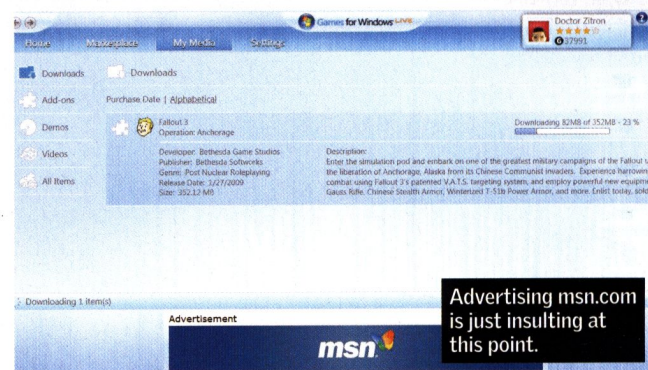 Games for Windows LIVE
Doctor Zitron
2
G 37991
Home Marketplace My Media Settings
Downloads
Downloads
Add-ons
Purchase Date | Alphabetical
Demos
Fallout 3
Operation: Anchorage
Downloading 82MB of 352MB - 23 %
Videos
All Items
Developer: Bethesda Game Studios
Publisher: Bethesda Softworks
Genre: Post Nuclear Roleplaying
Release Date: 1/27/2009
Size: 352.12 MB
Description:
Enter the simulation pod and embark on one of the greatest military campaigns of the Fallout
the liberation of Anchorage, Alaska from its Chinese Communist invaders. Experience harrowin
combat using Fallout 3's patented V.A.T.S. targeting system, and employ powerful new equipme
Gauss Rifle, Chinese Stealth Armor, Winterized T-51b Power Armor, and more. Enlist today, sold
Downloading 1 item(s)
Advertisement
msn
Advertising msn.com
is just insulting at
this point.